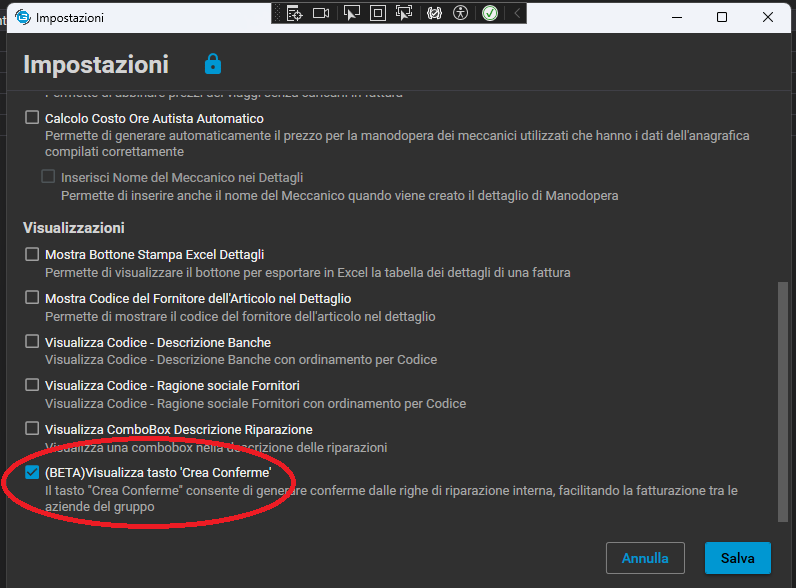 Impostazioni
Impostazioni
Permette di abbinare prezzi dei viaggi senza carichi in fattura
Calcolo Costo Ore Autista Automatico
Permette di generare automaticamente il prezzo per la manodopera dei meccanici utilizzati che hanno i dati dell'anagrafica
compilati correttamente
Inserisci Nome del Meccanico nei Dettagli
Permette di inserire anche il nome del Meccanico quando viene creato il dettaglio di Manodopera
Visualizzazioni
Mostra Bottone Stampa Excel Dettagli
Permette di visualizzare il bottone per esportare in Excel la tabella dei dettagli di una fattura
Mostra Codice del Fornitore dell'Articolo nel Dettaglio
Permette di mostrare il codice del fornitore dell'articolo nel dettaglio
Visualizza Codice - Descrizione Banche
Visualizza Codice - Descrizione Banche con ordinamento per Codice
Visualizza Codice - Ragione sociale Fornitori
Visualizza Codice - Ragione sociale Fornitori con ordinamento per Codice
Visualizza ComboBox Descrizione Riparazione
Visualizza una combobox nella descrizione delle riparazioni
(BETA)Visualizza tasto 'Crea Conferme'
Il tasto "Crea Conferme" consente di generare conferme dalle righe di riparazione interna, facilitando la fatturazione tra le
aziende del gruppo
Annulla
Salva